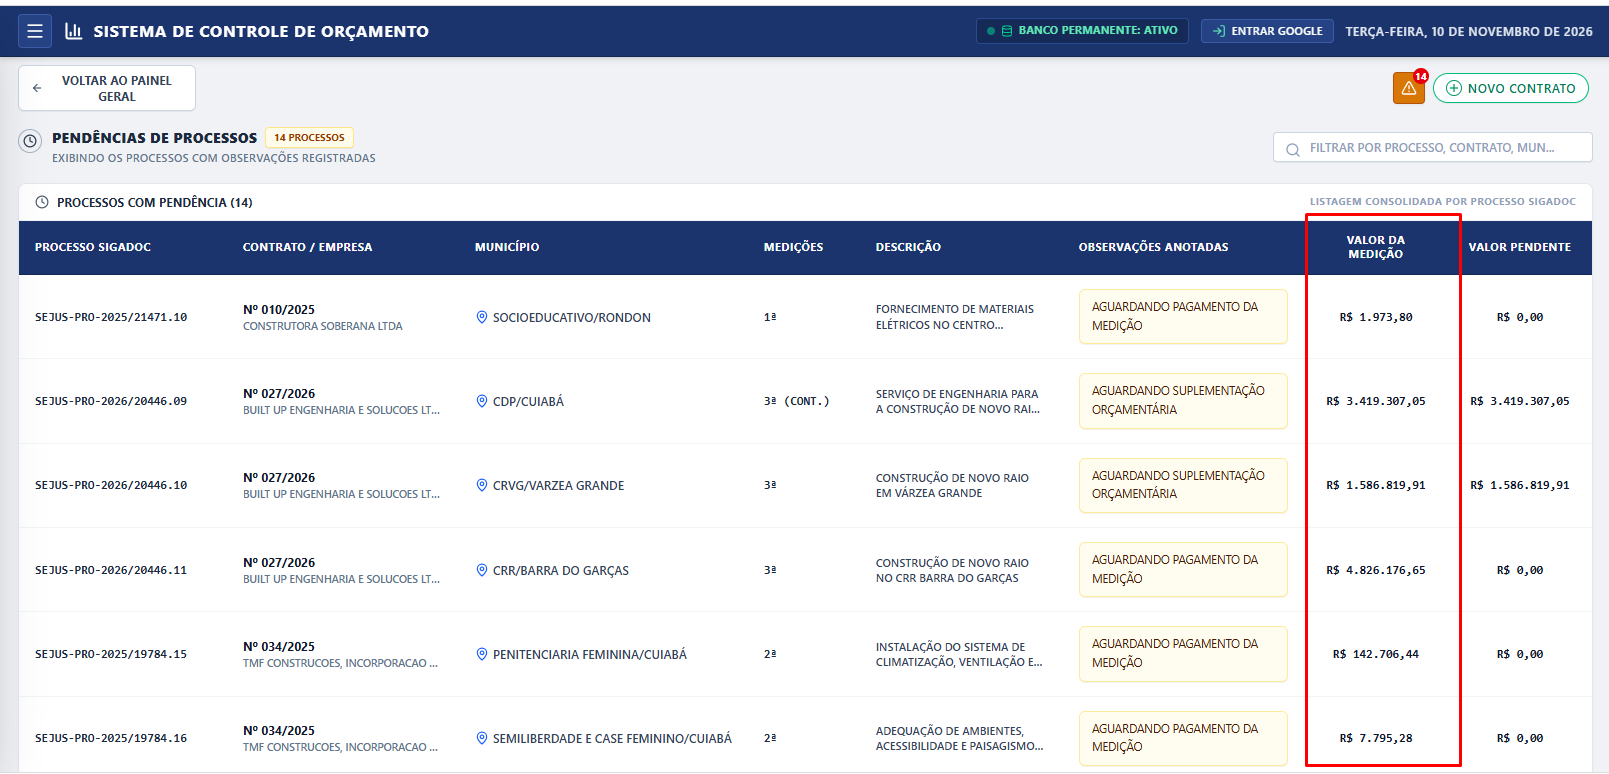 SISTEMA DE CONTROLE DE ORÇAMENTO
BANCO PERMANENTE: ATIVO
ENTRAR GOOGLE
TERÇA-FEIRA, 10 DE NOVEMBRO DE 2026
VOLTAR AO PAINEL
GERAL
14
NOVO CONTRATO
PENDÊNCIAS DE PROCESSOS
14 PROCESSOS
EXIBINDO OS PROCESSOS COM OBSERVAÇÕES REGISTRADAS
FILTRAR POR PROCESSO, CONTRATO, MUN...
PROCESSOS COM PENDÊNCIA (14)
LISTAGEM CONSOLIDADA POR PROCESSO SIGADOC
PROCESSO SIGADOC
CONTRATO / EMPRESA
MUNICÍPIO
MEDIÇÕES
DESCRIÇÃO
OBSERVAÇÕES ANOTADAS
VALOR DA
MEDIÇÃO
VALOR PENDENTE
SEJUS-PRO-2025/21471.10
Nº 010/2025
CONSTRUTORA SOBERANA LTDA
SOCIOEDUCATIVO/RONDON
1ª
FORNECIMENTO DE MATERIAIS
ELÉTRICOS NO CENTRO...
AGUARDANDO PAGAMENTO DA
MEDIÇÃO
R$ 1.973,80
R$ 0,00
SEJUS-PRO-2026/20446.09
Nº 027/2026
BUILT UP ENGENHARIA E SOLUCOES LT...
CDP/CUIABÁ
3ª (CONT.)
SERVIÇO DE ENGENHARIA PARA
A CONSTRUÇÃO DE NOVO RAI...
AGUARDANDO SUPLEMENTAÇÃO
ORÇAMENTÁRIA
R$ 3.419.307,05
R$ 3.419.307,05
SEJUS-PRO-2026/20446.10
Nº 027/2026
BUILT UP ENGENHARIA E SOLUCOES LT...
CRVG/VARZEA GRANDE
3ª
CONSTRUÇÃO DE NOVO RAIO
EM VÁRZEA GRANDE
AGUARDANDO SUPLEMENTAÇÃO
ORÇAMENTÁRIA
R$ 1.586.819,91
R$ 1.586.819,91
SEJUS-PRO-2026/20446.11
Nº 027/2026
BUILT UP ENGENHARIA E SOLUCOES LT...
CRR/BARRA DO GARÇAS
3ª
CONSTRUÇÃO DE NOVO RAIO
NO CRR BARRA DO GARÇAS
AGUARDANDO PAGAMENTO DA
MEDIÇÃO
R$ 4.826.176,65
R$ 0,00
SEJUS-PRO-2025/19784.15
Nº 034/2025
TMF CONSTRUCOES, INCORPORACAO ...
PENITENCIARIA FEMININA/CUIABÁ
2ª
INSTALAÇÃO DO SISTEMA DE
CLIMATIZAÇÃO, VENTILAÇÃO E...
AGUARDANDO PAGAMENTO DA
MEDIÇÃO
R$ 142.706,44
R$ 0,00
SEJUS-PRO-2025/19784.16
Nº 034/2025
TMF CONSTRUCOES, INCORPORACAO ...
SEMILIBERDADE E CASE FEMININO/CUIABÁ
2ª
ADEQUAÇÃO DE AMBIENTES,
ACESSIBILIDADE E PAISAGISMO...
AGUARDANDO PAGAMENTO DA
MEDIÇÃO
R$ 7.795,28
R$ 0,00